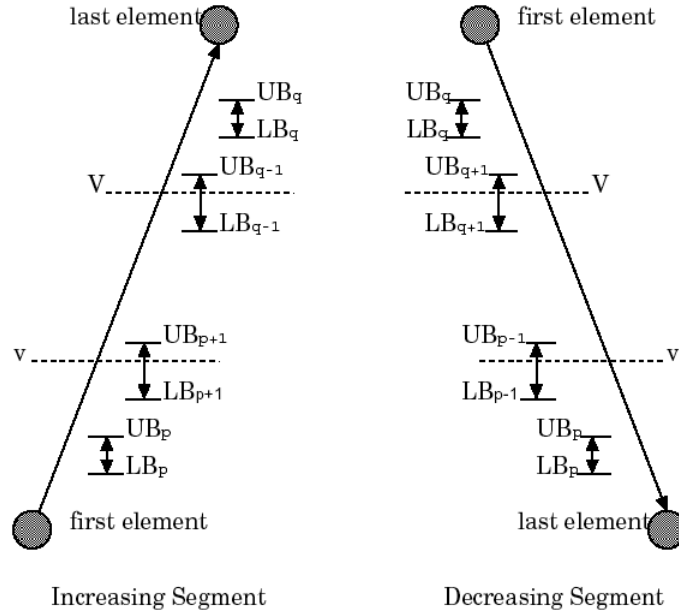 last element
first element
UBq
UBq
LBq
LBq
UBq-1
UBq+1
V
V
LBq-1
LBq+1
UBp+1
UBp-1
v
v
LBp+1
LBp-1
UBp
UBp
LBp
LBp
first element
last element
Increasing Segment
Decreasing Segment